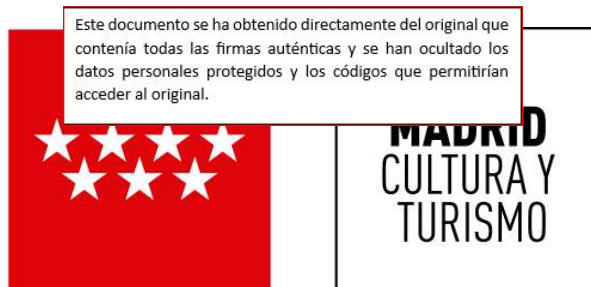 Este documento se ha obtenido directamente del original que
contenía todas las firmas auténticas y se han ocultado los
datos personales protegidos y los códigos que permitirían
acceder al original.
MADRID
CULTURA Y
TURISMO